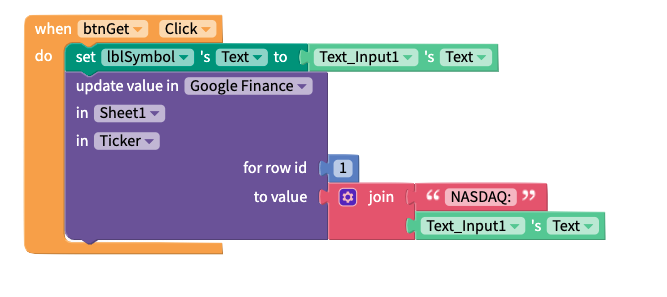 when btnGet Click
do set lblSymbol 's Text to Text_Input1 's Text
update value in Google Finance
in Sheet1
in Ticker
for row id 1
to value join “ NASDAQ: ”
Text_Input1 's Text